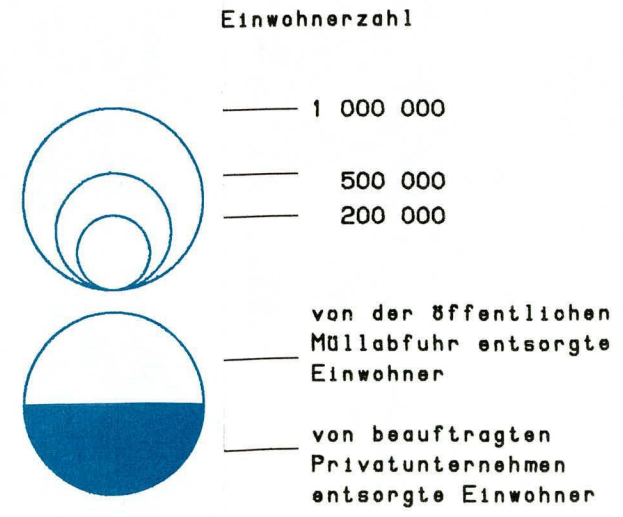 Einwohnerzahl
1 000 000
500 000
200 000
von der öffentlichen
Müllabfuhr entsorgte
Einwohner
von beauftragten
Privatunternehmen
entsorgte Einwohner